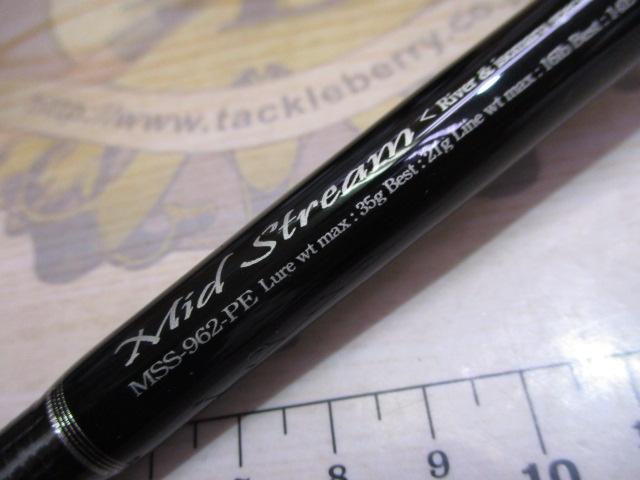 http://www.tackleberry.co
Mid Stream < River &
MSS-962-PE Lure wt max : 35g Best : 21g Line wt max : 16lb Best :
8 9 10